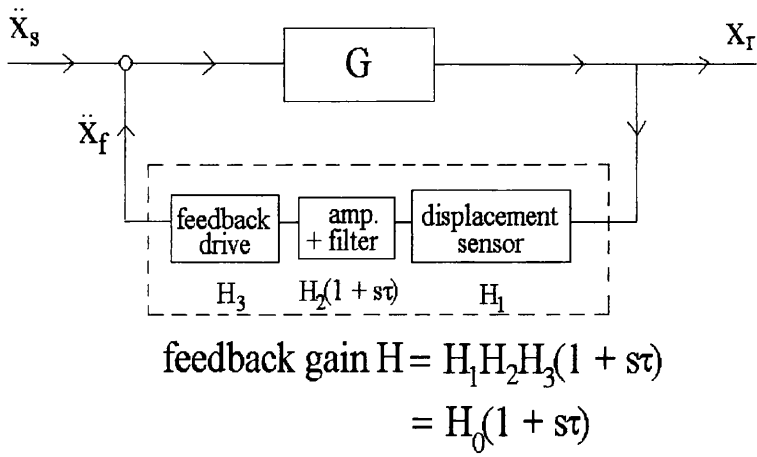 Ẍs
G
Xr
Ẍf
feedback drive
amp. + filter
displacement sensor
H₃
H₂(1 + sτ)
H₁
feedback gain H = H₁H₂H₃(1 + sτ)
= H₀(1 + sτ)